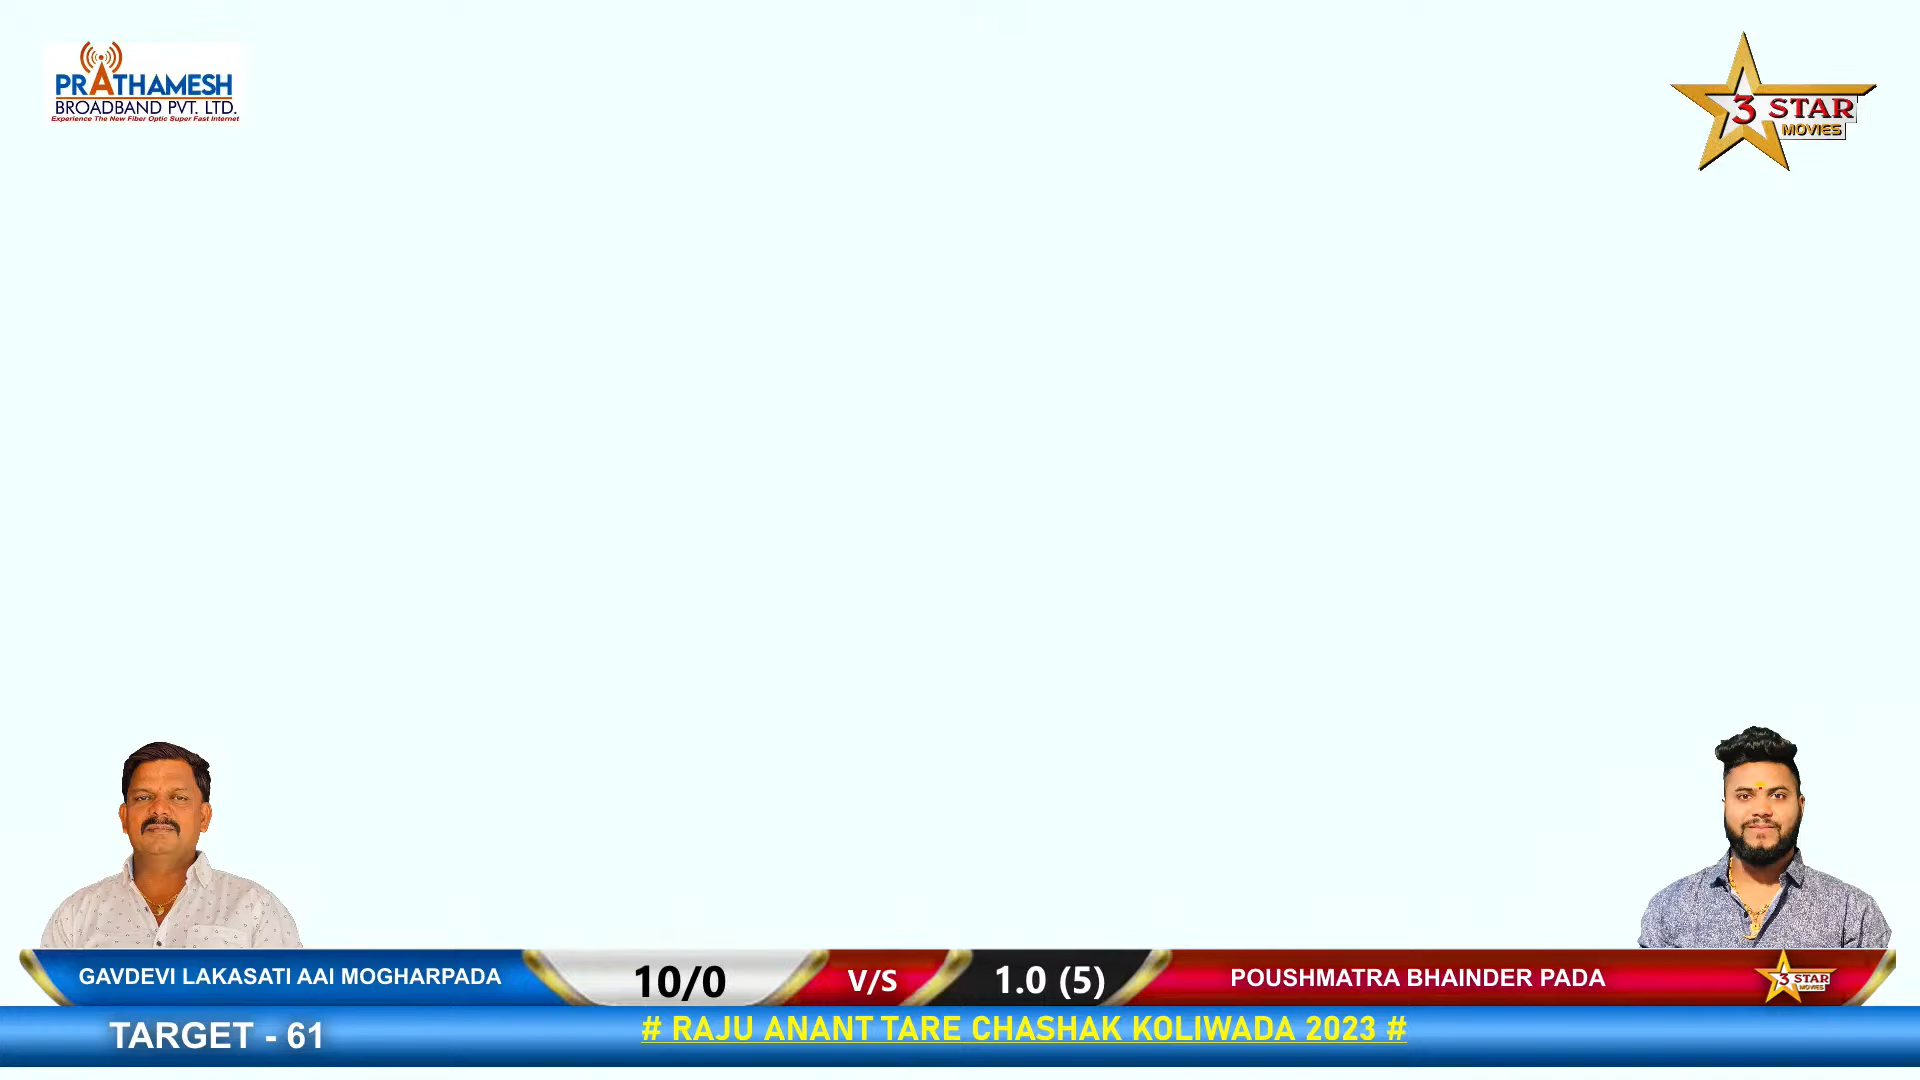 PRATHAMESH
BROADBAND PVT. LTD.
Experience The New Fiber Optic Super Fast Internet
3 STAR
MOVIES
GAVDEVI LAKASATI AAI MOGHARPADA
10/0
V/S
1.0 (5)
POUSHMATRA BHAINDER PADA
3 STAR
MOVIES
TARGET - 61
# RAJU ANANT TARE CHASHAK KOLIWADA 2023 #